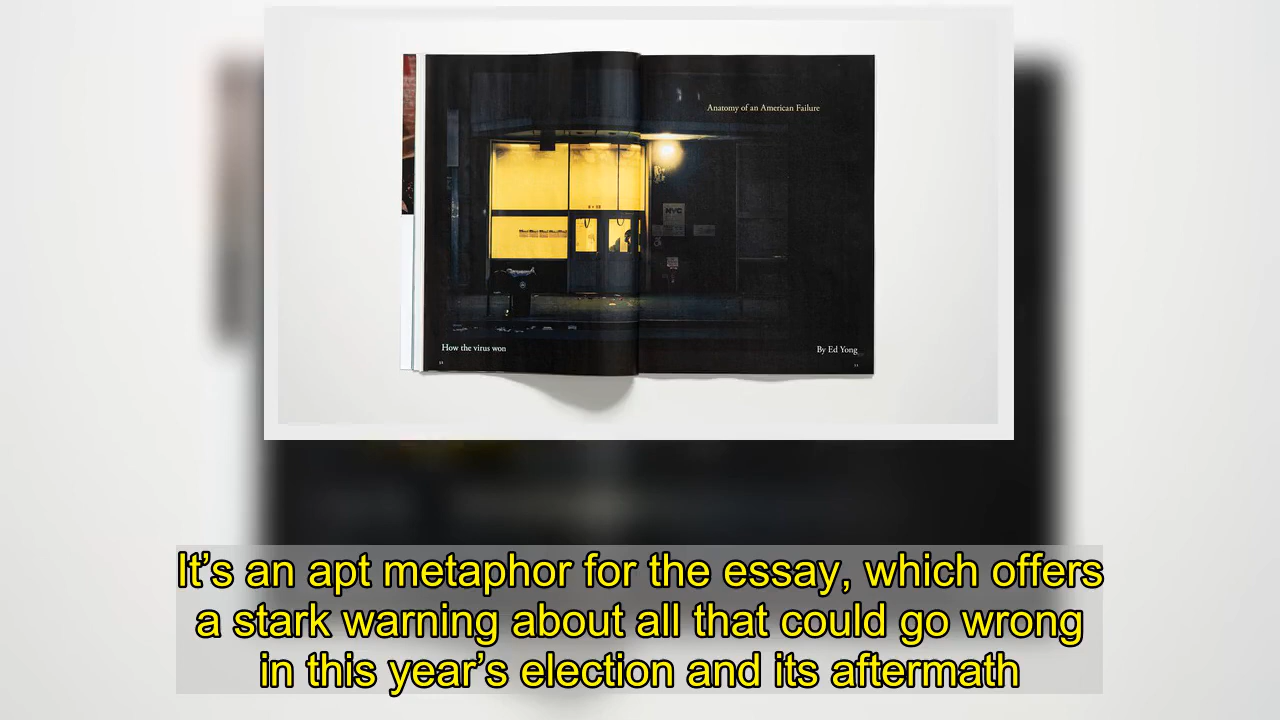 Anatomy of an American Failure
NYC
How the virus won
By Ed Yong
It’s an apt metaphor for the essay, which offers
a stark warning about all that could go wrong
in this year’s election and its aftermath